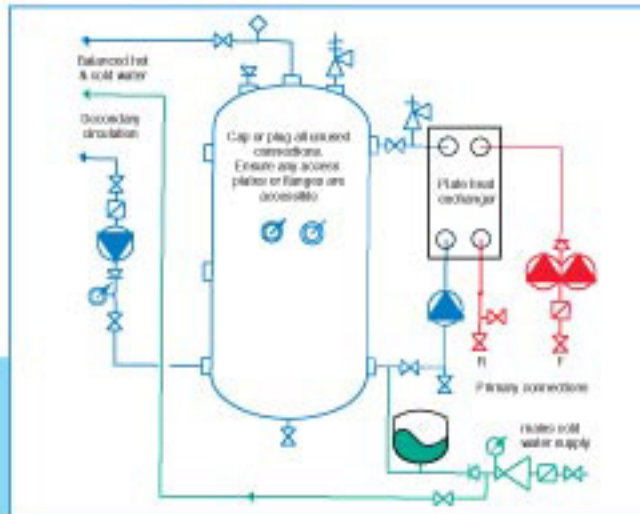 Balanced hot
& cold water
Secondary
circulation
Cap or plug all unused
connections.
Ensure any access
plates or flanges are
accessible
Plate heat
exchanger
R
F
Primary connections
mains cold
water supply